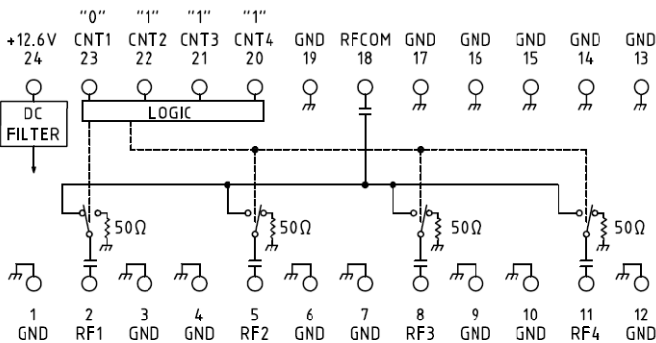 "0" "1" "1" "1"
+12.6V CNT1 CNT2 CNT3 CNT4 GND RFCOM GND GND GND GND GND
24 23 22 21 20 19 18 17 16 15 14 13
DC LOGIC
FILTER
50Ω 50Ω 50Ω 50Ω
1 2 3 4 5 6 7 8 9 10 11 12
GND RF1 GND GND RF2 GND GND RF3 GND GND RF4 GND